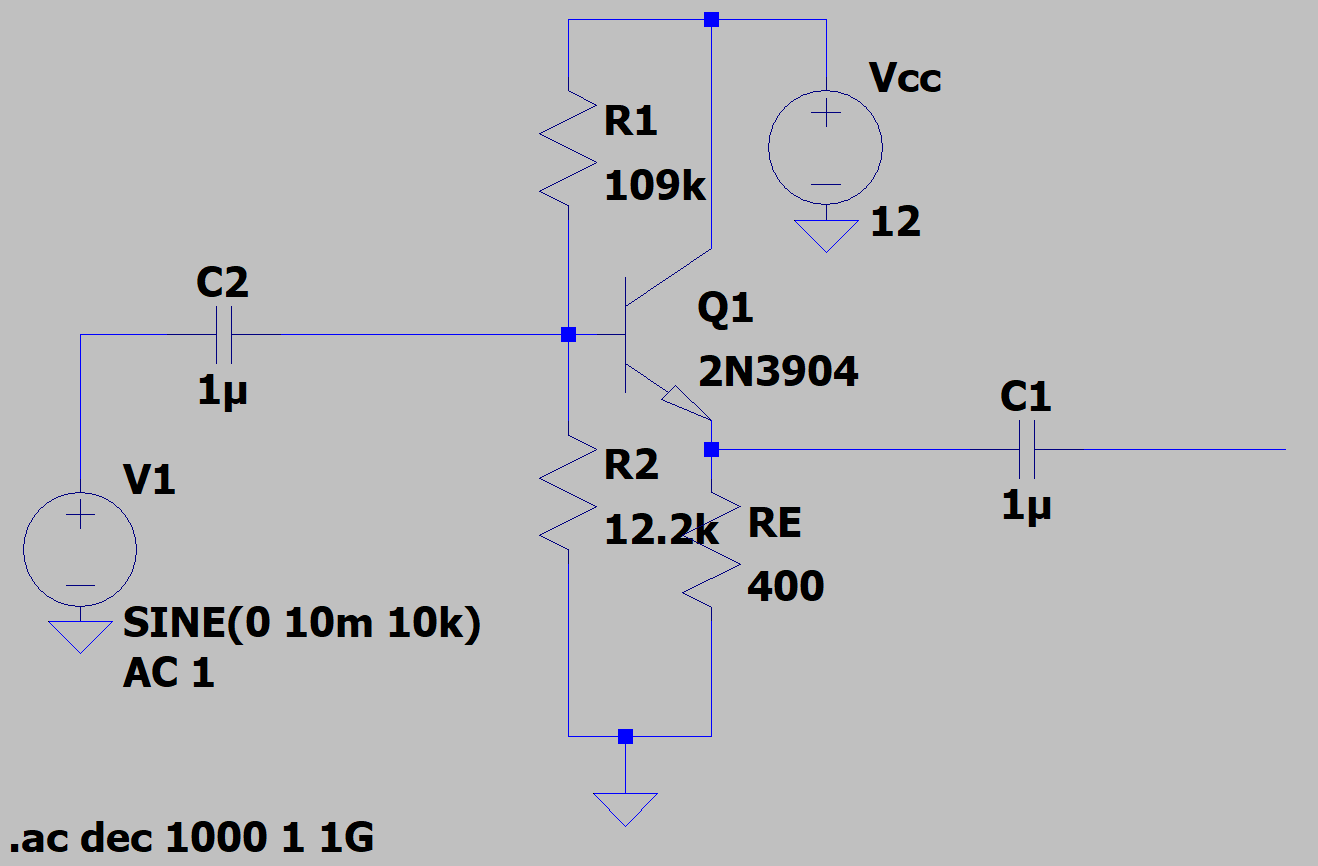 Vcc
R1
109k
12
C2
Q1
1µ
2N3904
C1
R2
V1
1µ
12.2k
RE
400
SINE(0 10m 10k)
AC 1
.ac dec 1000 1 1G